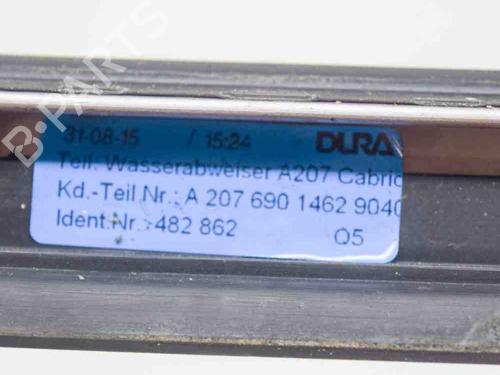 B-PARTS
31-08-15 / 15:24 DURA
Teil: Wasserabweiser A207 Cabrio
Kd.-Teil Nr.: A 207 690 1462 9040
Ident.Nr.: 482 862 Q5